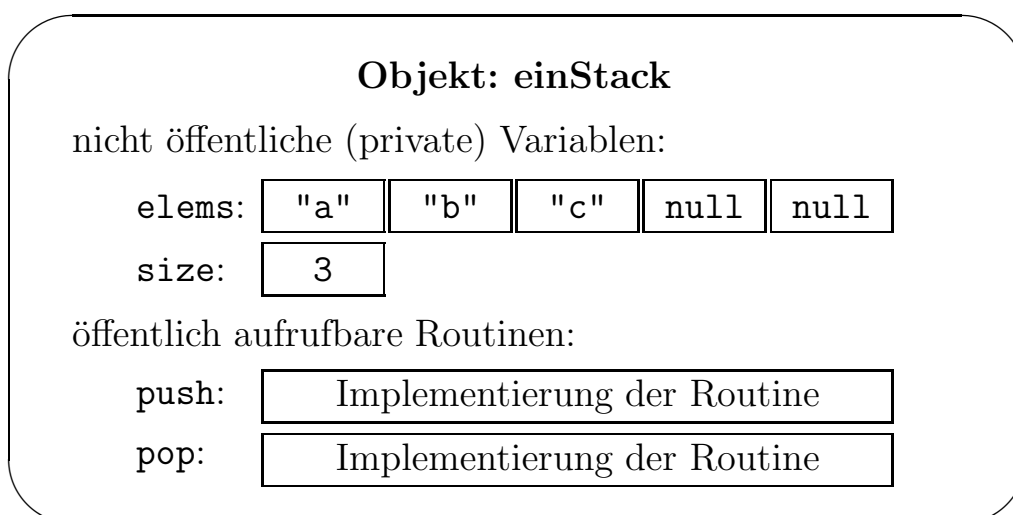 Objekt: einStack
nicht öffentliche (private) Variablen:
elems: "a" "b" "c" null null
size: 3
öffentlich aufrufbare Routinen:
push: Implementierung der Routine
pop: Implementierung der Routine